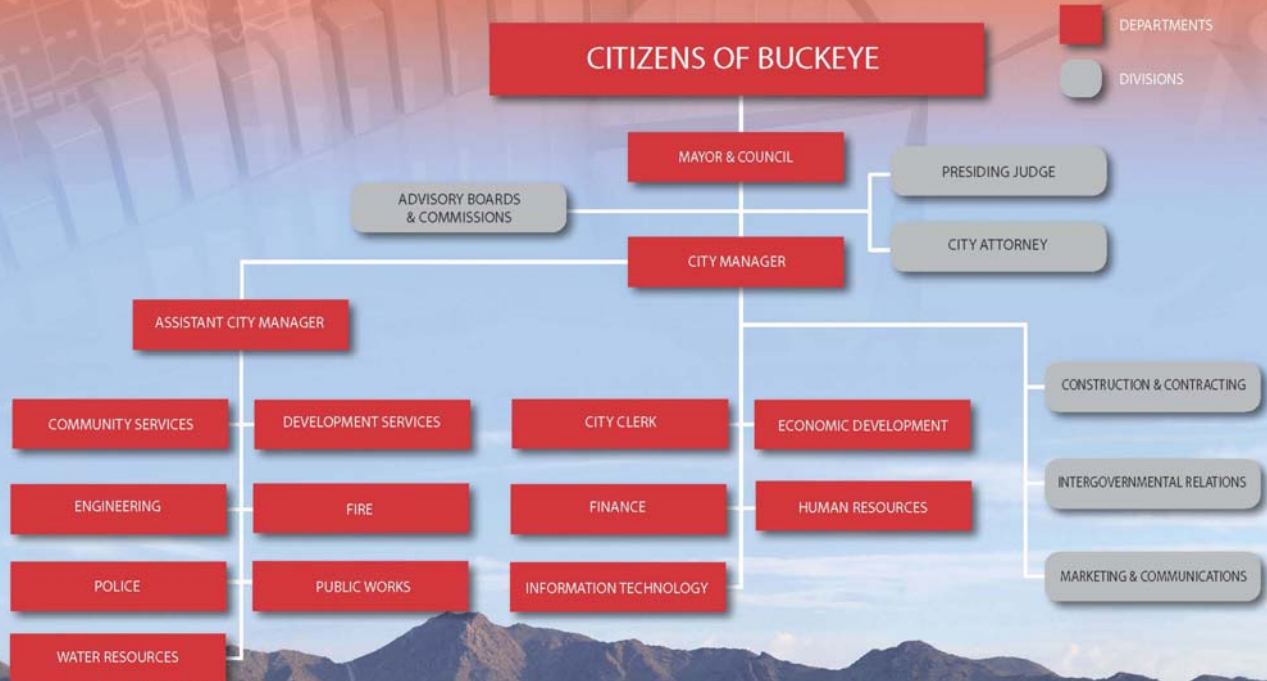 DEPARTMENTS
CITIZENS OF BUCKEYE
DIVISIONS
MAYOR & COUNCIL
PRESIDING JUDGE
ADVISORY BOARDS
& COMMISSIONS
CITY ATTORNEY
CITY MANAGER
ASSISTANT CITY MANAGER
CONSTRUCTION & CONTRACTING
COMMUNITY SERVICES
DEVELOPMENT SERVICES
CITY CLERK
ECONOMIC DEVELOPMENT
INTERGOVERNMENTAL RELATIONS
ENGINEERING
FIRE
FINANCE
HUMAN RESOURCES
MARKETING & COMMUNICATIONS
POLICE
PUBLIC WORKS
INFORMATION TECHNOLOGY
WATER RESOURCES